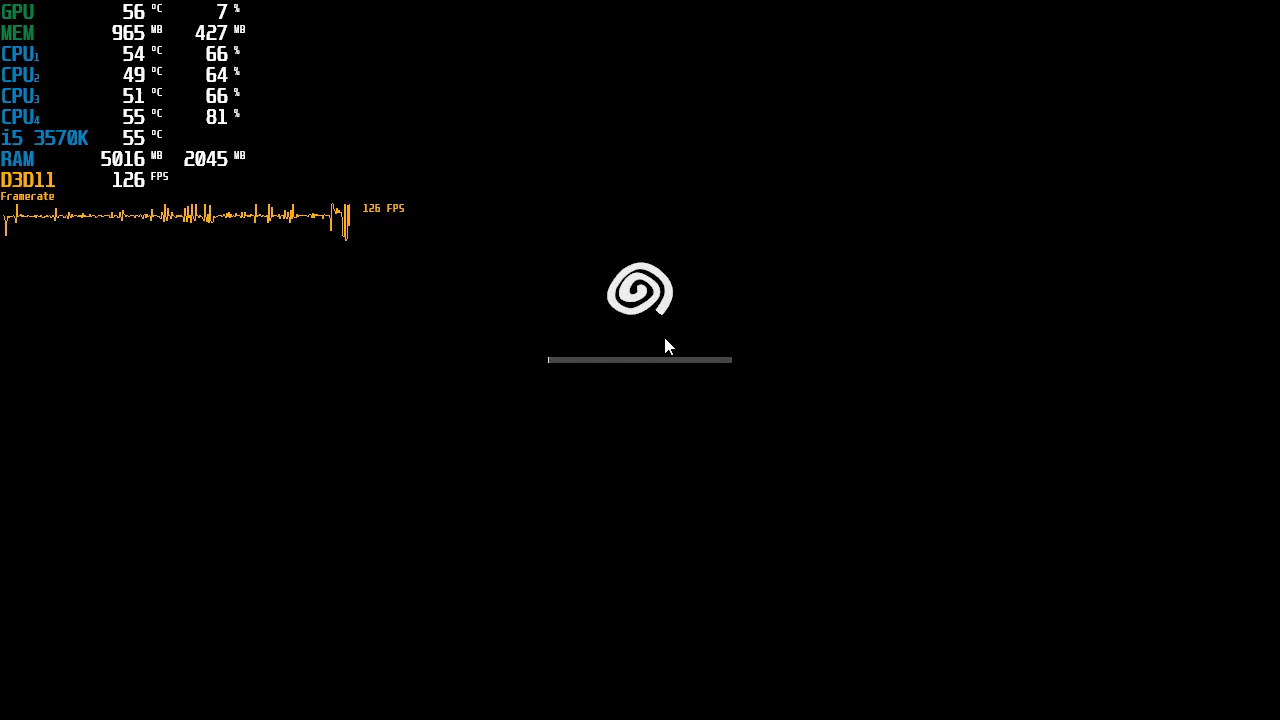 GPU 56 °C 7 %
MEM 965 MB 427 MB
CPU1 54 °C 66 %
CPU2 49 °C 64 %
CPU3 51 °C 66 %
CPU4 55 °C 81 %
i5 3570K 55 °C
RAM 5016 MB 2045 MB
D3D11 126 FPS
Framerate
126 FPS